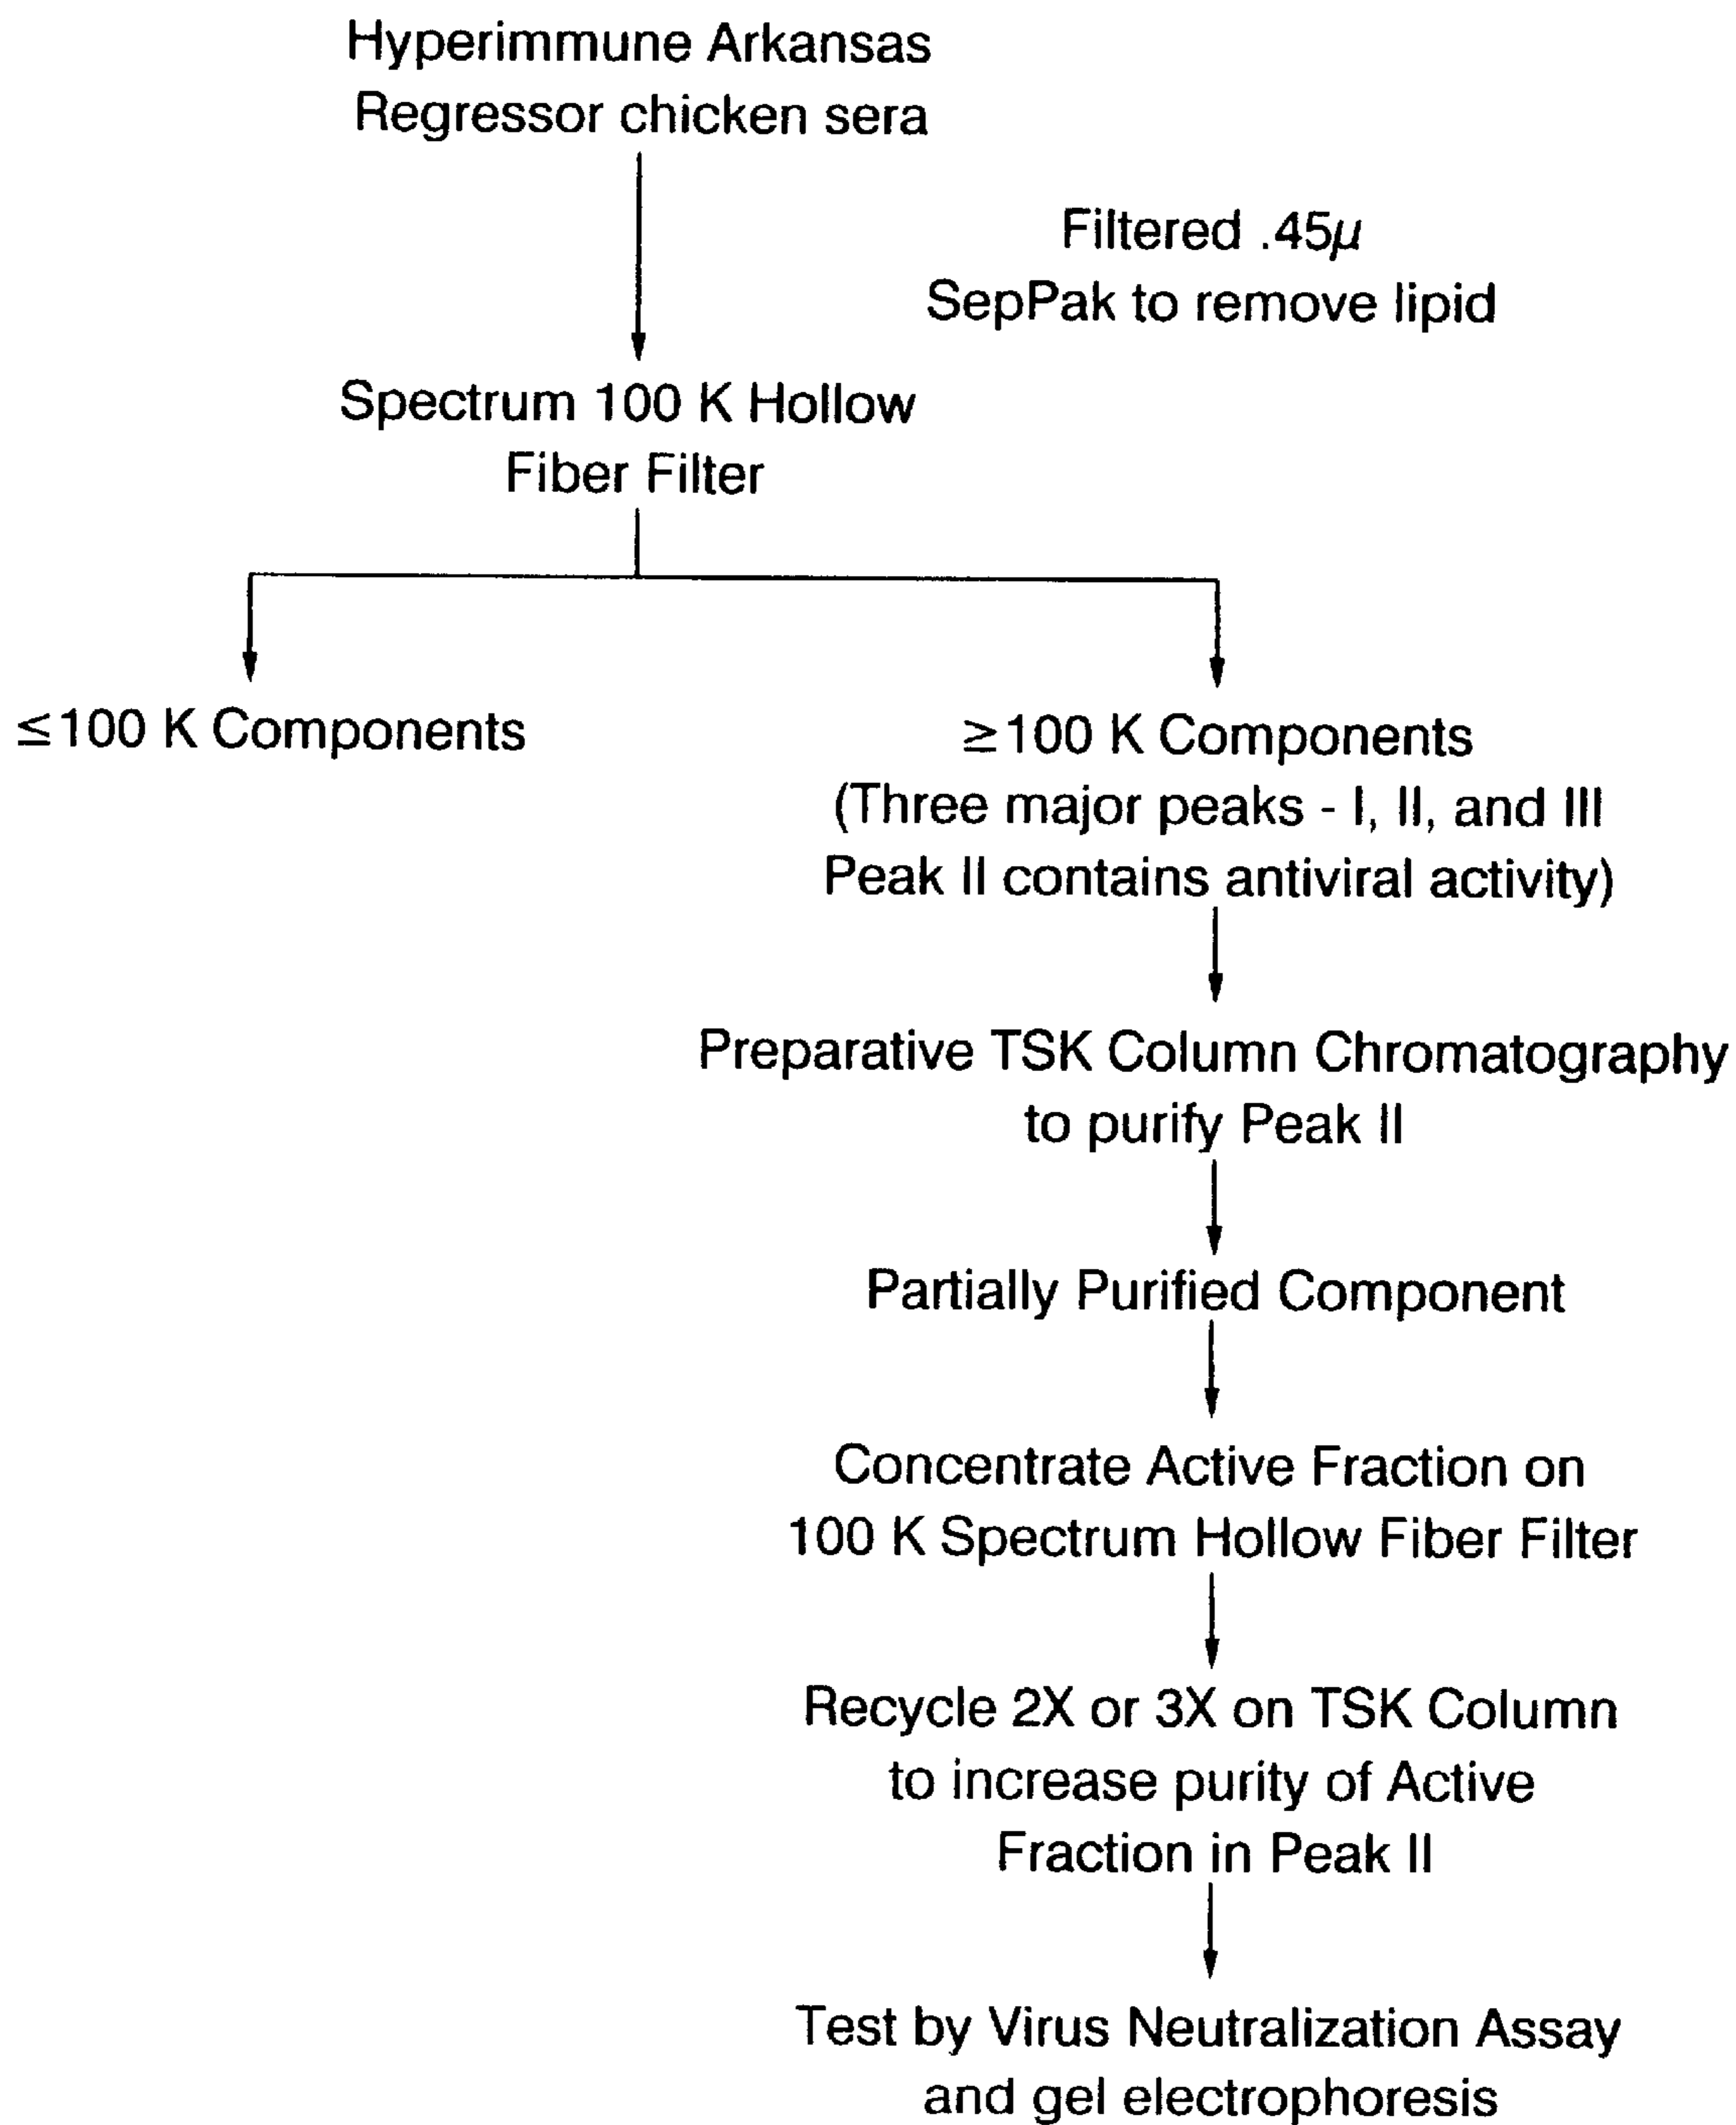 Hyperimmune Arkansas
Regressor chicken sera
Filtered .45μ
SepPak to remove lipid
Spectrum 100 K Hollow
Fiber Filter
≤100 K Components
≥100 K Components
(Three major peaks - I, II, and III
Peak II contains antiviral activity)
Preparative TSK Column Chromatography
to purify Peak II
Partially Purified Component
Concentrate Active Fraction on
100 K Spectrum Hollow Fiber Filter
Recycle 2X or 3X on TSK Column
to increase purity of Active
Fraction in Peak II
Test by Virus Neutralization Assay
and gel electrophoresis